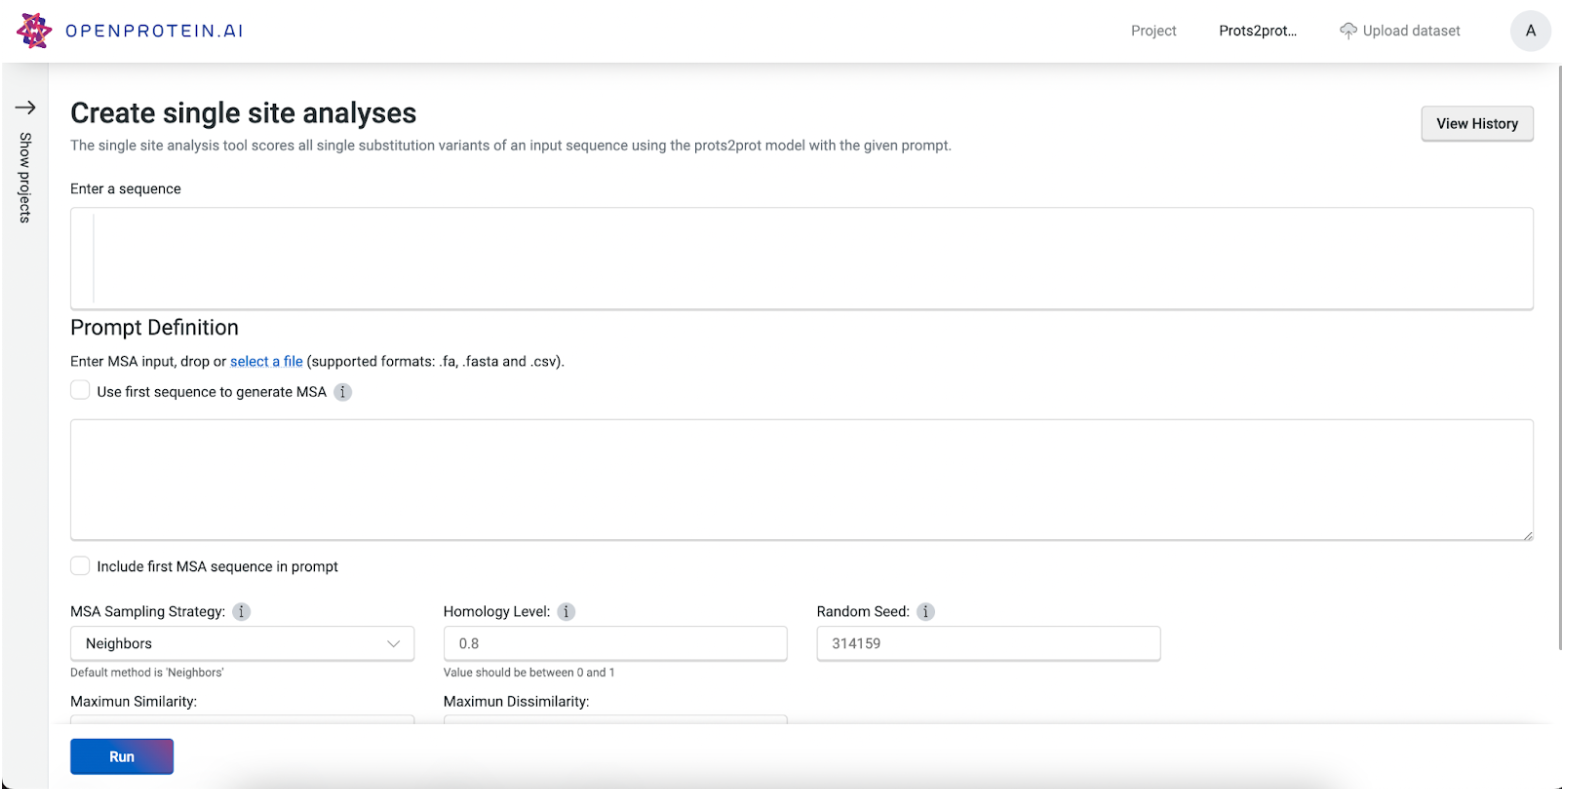 OPENPROTEIN.AI
Project
Prots2prot...
Upload dataset
A
Show projects
Create single site analyses
View History
The single site analysis tool scores all single substitution variants of an input sequence using the prots2prot model with the given prompt.
Enter a sequence
Prompt Definition
Enter MSA input, drop or select a file (supported formats: .fa, .fasta and .csv).
Use first sequence to generate MSA i
Include first MSA sequence in prompt
MSA Sampling Strategy: i
Homology Level: i
Random Seed: i
Neighbors
0.8
314159
Default method is 'Neighbors'
Value should be between 0 and 1
Maximun Similarity:
Maximun Dissimilarity:
Run